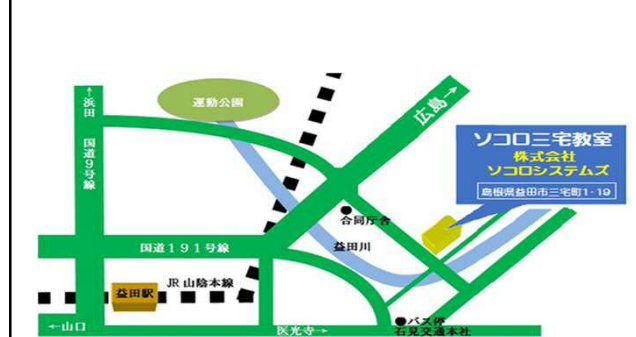 運動公園
広島→
←浜田
国道9号線
ソコロ三宅教室
株式会社
ソコロシステムズ
島根県益田市三宅町1-19
合同庁舎
益田川
国道191号線
JR山陰本線
益田駅
バス停
石見交通本社
←山口
医光寺→